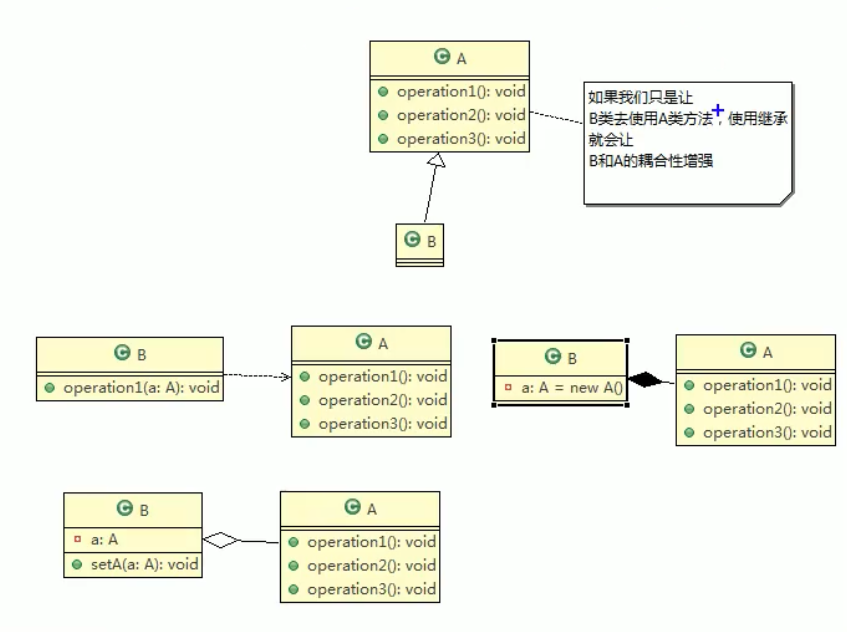 C A
operation1(): void
operation2(): void
operation3(): void
如果我们只是让
B类去使用A类方法，使用继承
就会让
B和A的耦合性增强
C B
C B
operation1(a: A): void
C A
operation1(): void
operation2(): void
operation3(): void
C B
a: A = new A()
C A
operation1(): void
operation2(): void
operation3(): void
C B
a: A
setA(a: A): void
C A
operation1(): void
operation2(): void
operation3(): void